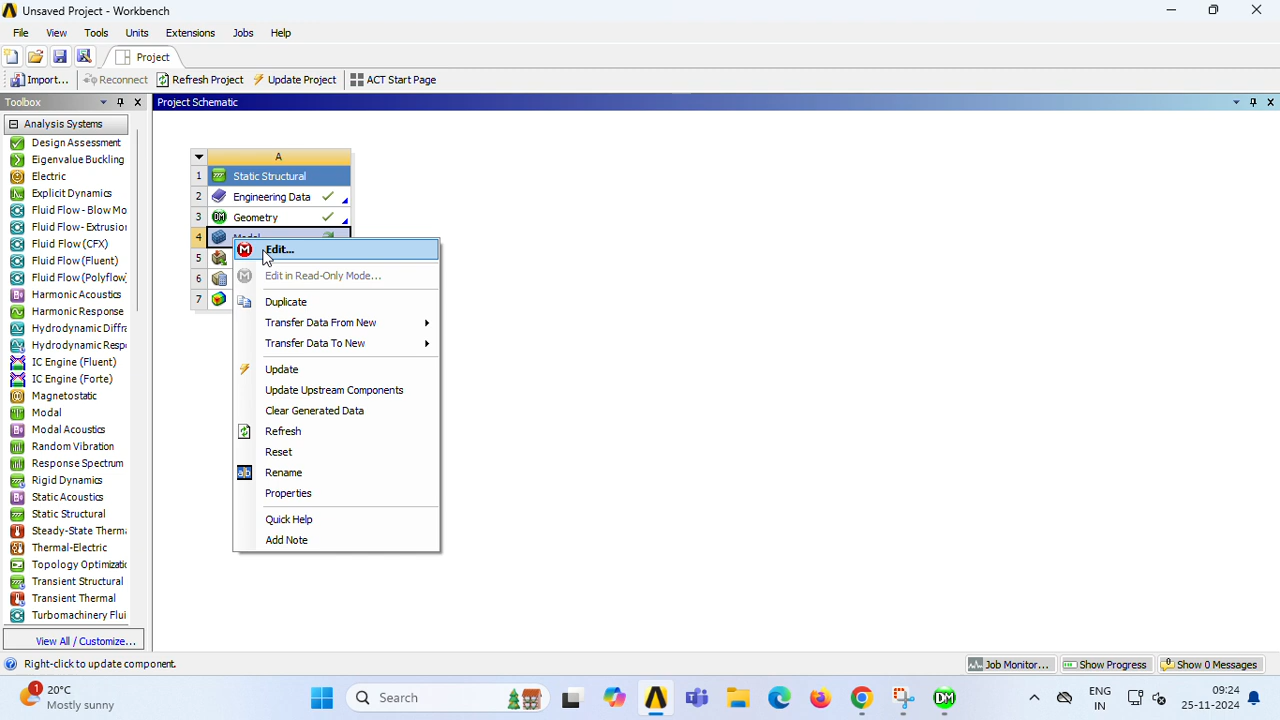 Unsaved Project - Workbench
File View Tools Units Extensions Jobs Help
Project
Import... Reconnect Refresh Project Update Project ACT Start Page
Toolbox
Project Schematic
Analysis Systems
Design Assessment
Eigenvalue Buckling
Electric
Explicit Dynamics
Fluid Flow - Blow Mo
Fluid Flow- Extrusion
Fluid Flow (CFX)
Fluid Flow (Fluent)
Fluid Flow (Polyflow
Harmonic Acoustics
Harmonic Response
Hydrodynamic Diffra
Hydrodynamic Resp
IC Engine (Fluent)
IC Engine (Forte)
Magnetostatic
Modal
Modal Acoustics
Random Vibration
Response Spectrum
Rigid Dynamics
Static Acoustics
Static Structural
Steady-State Therma
Thermal-Electric
Topology Optimizatio
Transient Structural
Transient Thermal
Turbomachinery Flui
View All / Customize...
A
1 Static Structural
2 Engineering Data
3 Geometry
4 Model
5
6
7
Edit...
Edit in Read-Only Mode...
Duplicate
Transfer Data From New
Transfer Data To New
Update
Update Upstream Components
Clear Generated Data
Refresh
Reset
a|b Rename
Properties
Quick Help
Add Note
Right-click to update component.
Job Monitor... Show Progress Show 0 Messages
1 20°C
Mostly sunny
Search
ENG
IN
09:24
25-11-2024